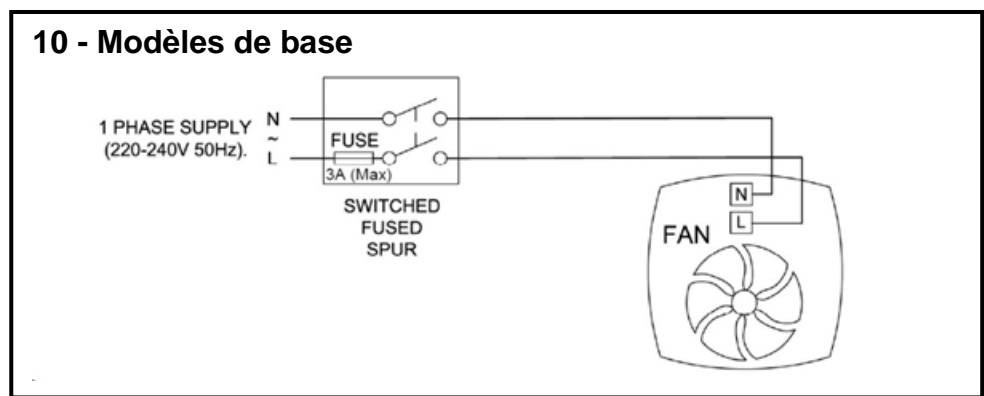 10 - Modèles de base
1 PHASE SUPPLY
(220-240V 50Hz).
N
~
L
FUSE
3A (Max)
SWITCHED
FUSED
SPUR
N
L
FAN